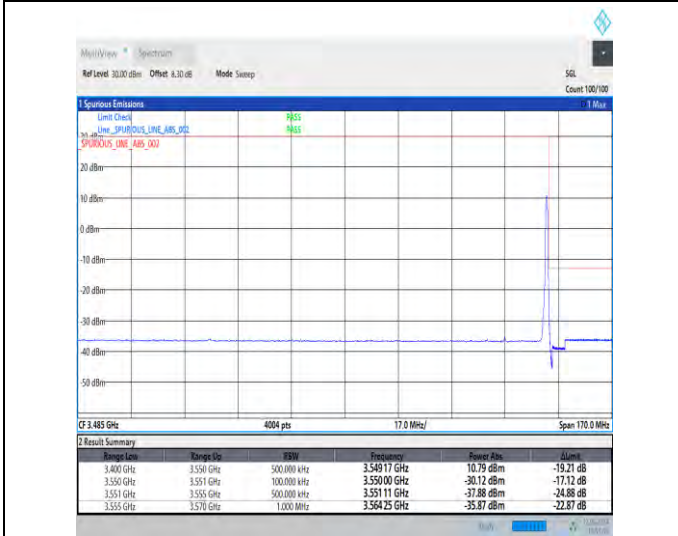 MultiView Spectrum
Ref Level 30.00 dBm Offset 8.30 dB Mode Sweep SGL
Count 100/100
1 Spurious Emissions 1 Max
Limit Check PASS
Line _SPURIOUS_LINE_ABS_002 PASS
30 dBm
_SPURIOUS_LINE_ABS_002
20 dBm
10 dBm
0 dBm
-10 dBm
-20 dBm
-30 dBm
-40 dBm
-50 dBm
CF 3.485 GHz 4004 pts 17.0 MHz/ Span 170.0 MHz
2 Result Summary
Range Low Range Up RBW Frequency Power Abs ΔLimit
3.400 GHz 3.550 GHz 500.000 kHz 3.54917 GHz 10.79 dBm -19.21 dB
3.550 GHz 3.551 GHz 100.000 kHz 3.55000 GHz -30.12 dBm -17.12 dB
3.551 GHz 3.555 GHz 500.000 kHz 3.55111 GHz -37.88 dBm -24.88 dB
3.555 GHz 3.570 GHz 1.000 MHz 3.56425 GHz -35.87 dBm -22.87 dB